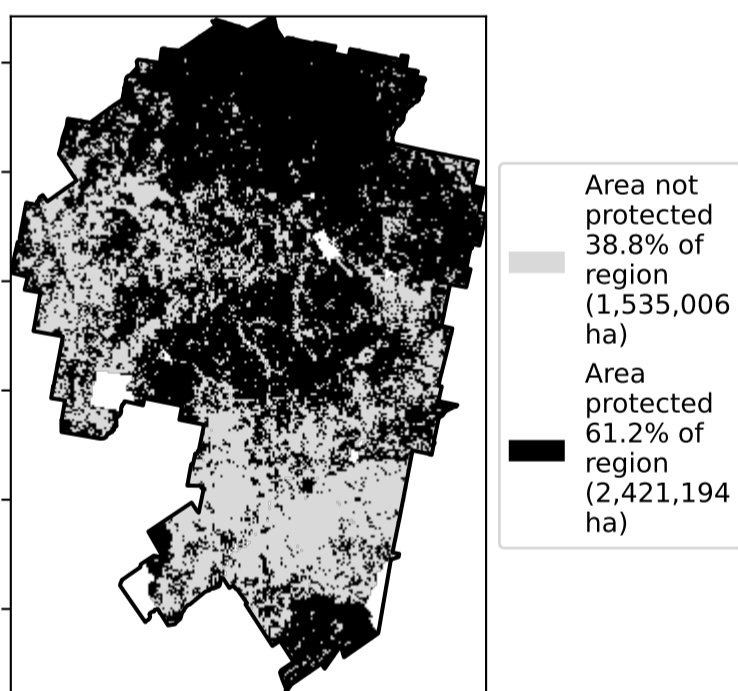 Area not
protected
38.8% of
region
(1,535,006
ha)
Area
protected
61.2% of
region
(2,421,194
ha)